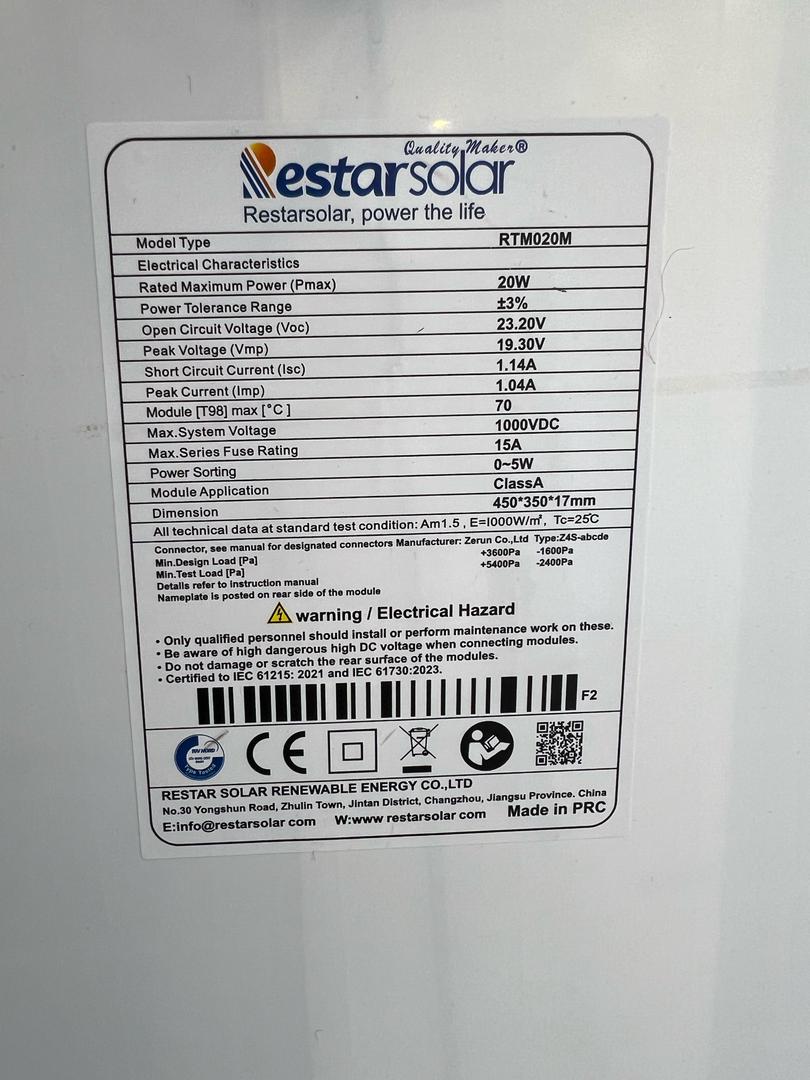 Quality Maker®
Restarsolar
Restarsolar, power the life
Model Type RTM020M
Electrical Characteristics
Rated Maximum Power (Pmax) 20W
Power Tolerance Range ±3%
Open Circuit Voltage (Voc) 23.20V
Peak Voltage (Vmp) 19.30V
Short Circuit Current (Isc) 1.14A
Peak Current (Imp) 1.04A
Module [T98] max [°C] 70
Max.System Voltage 1000VDC
Max.Series Fuse Rating 15A
Power Sorting 0~5W
Module Application ClassA
Dimension 450*350*17mm
All technical data at standard test condition: Am1.5 , E=1000W/㎡, Tc=25℃
Connector, see manual for designated connectors Manufacturer: Zerun Co.,Ltd Type:Z4S-abcde
Min.Design Load [Pa] +3600Pa -1600Pa
Min.Test Load [Pa] +5400Pa -2400Pa
Details refer to instruction manual
Nameplate is posted on rear side of the module
warning / Electrical Hazard
• Only qualified personnel should install or perform maintenance work on these.
• Be aware of high dangerous high DC voltage when connecting modules.
• Do not damage or scratch the rear surface of the modules.
• Certified to IEC 61215: 2021 and IEC 61730:2023.
F2
TUV NORD
Type Tested
CE
RESTAR SOLAR RENEWABLE ENERGY CO.,LTD
No.30 Yongshun Road, Zhulin Town, Jintan District, Changzhou, Jiangsu Province. China
E:info@restarsolar com W:www restarsolar com Made in PRC